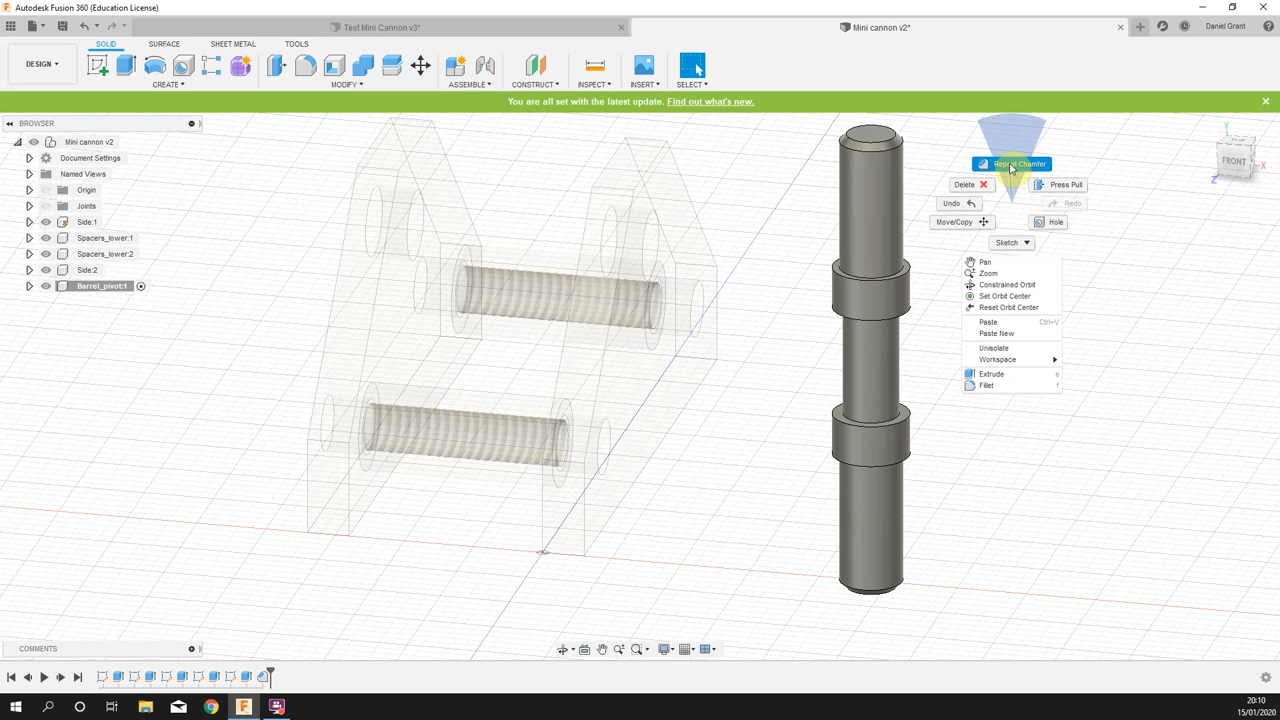 Autodesk Fusion 360 (Education License)
Test Mini Cannon v3*
Mini cannon v2*
Daniel Grant
SOLID
SURFACE
SHEET METAL
TOOLS
DESIGN
CREATE
MODIFY
ASSEMBLE
CONSTRUCT
INSPECT
INSERT
SELECT
You are all set with the latest update. Find out what's new.
BROWSER
Mini cannon v2
Document Settings
Named Views
Origin
Joints
Side:1
Spacers_lower:1
Spacers_lower:2
Side:2
Barrel_pivot:1
Repeat Chamfer
Delete
Press Pull
Undo
Redo
Move/Copy
Hole
Sketch
Pan
Zoom
Constrained Orbit
Set Orbit Center
Reset Orbit Center
Paste Ctrl+V
Paste New
Unisolate
Workspace
Extrude e
Fillet f
Y
FRONT
X
Z
COMMENTS
20:10
15/01/2020